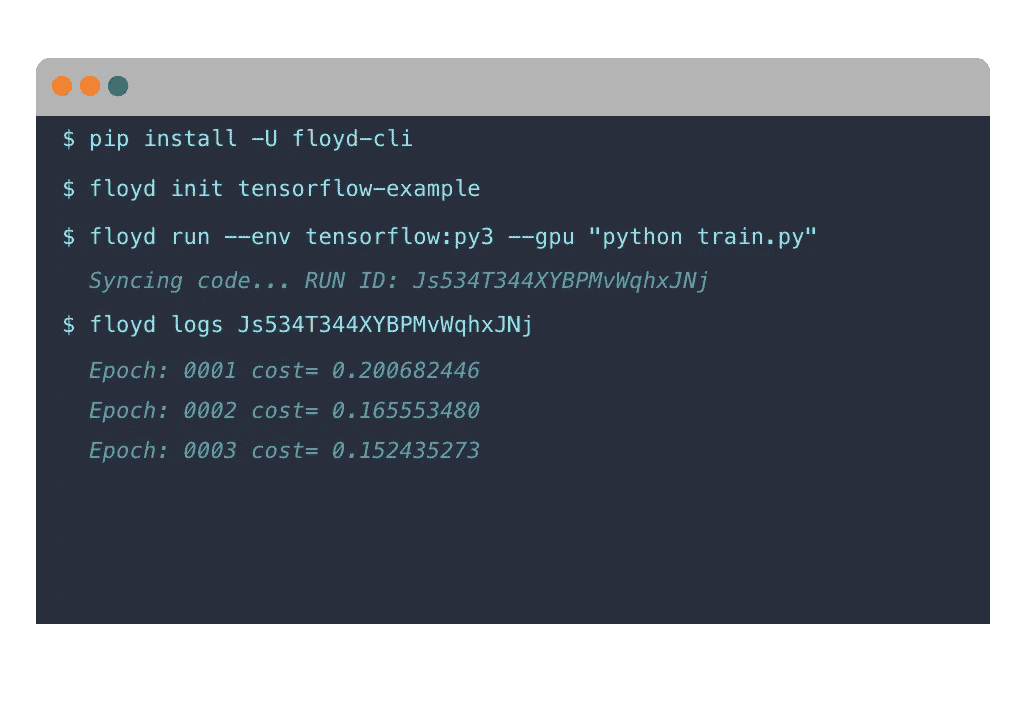 $ pip install -U floyd-cli
$ floyd init tensorflow-example
$ floyd run --env tensorflow:py3 --gpu "python train.py"
Syncing code... RUN ID: Js534T344XYBPMvWqhxJNj
$ floyd logs Js534T344XYBPMvWqhxJNj
Epoch: 0001 cost= 0.200682446
Epoch: 0002 cost= 0.165553480
Epoch: 0003 cost= 0.152435273